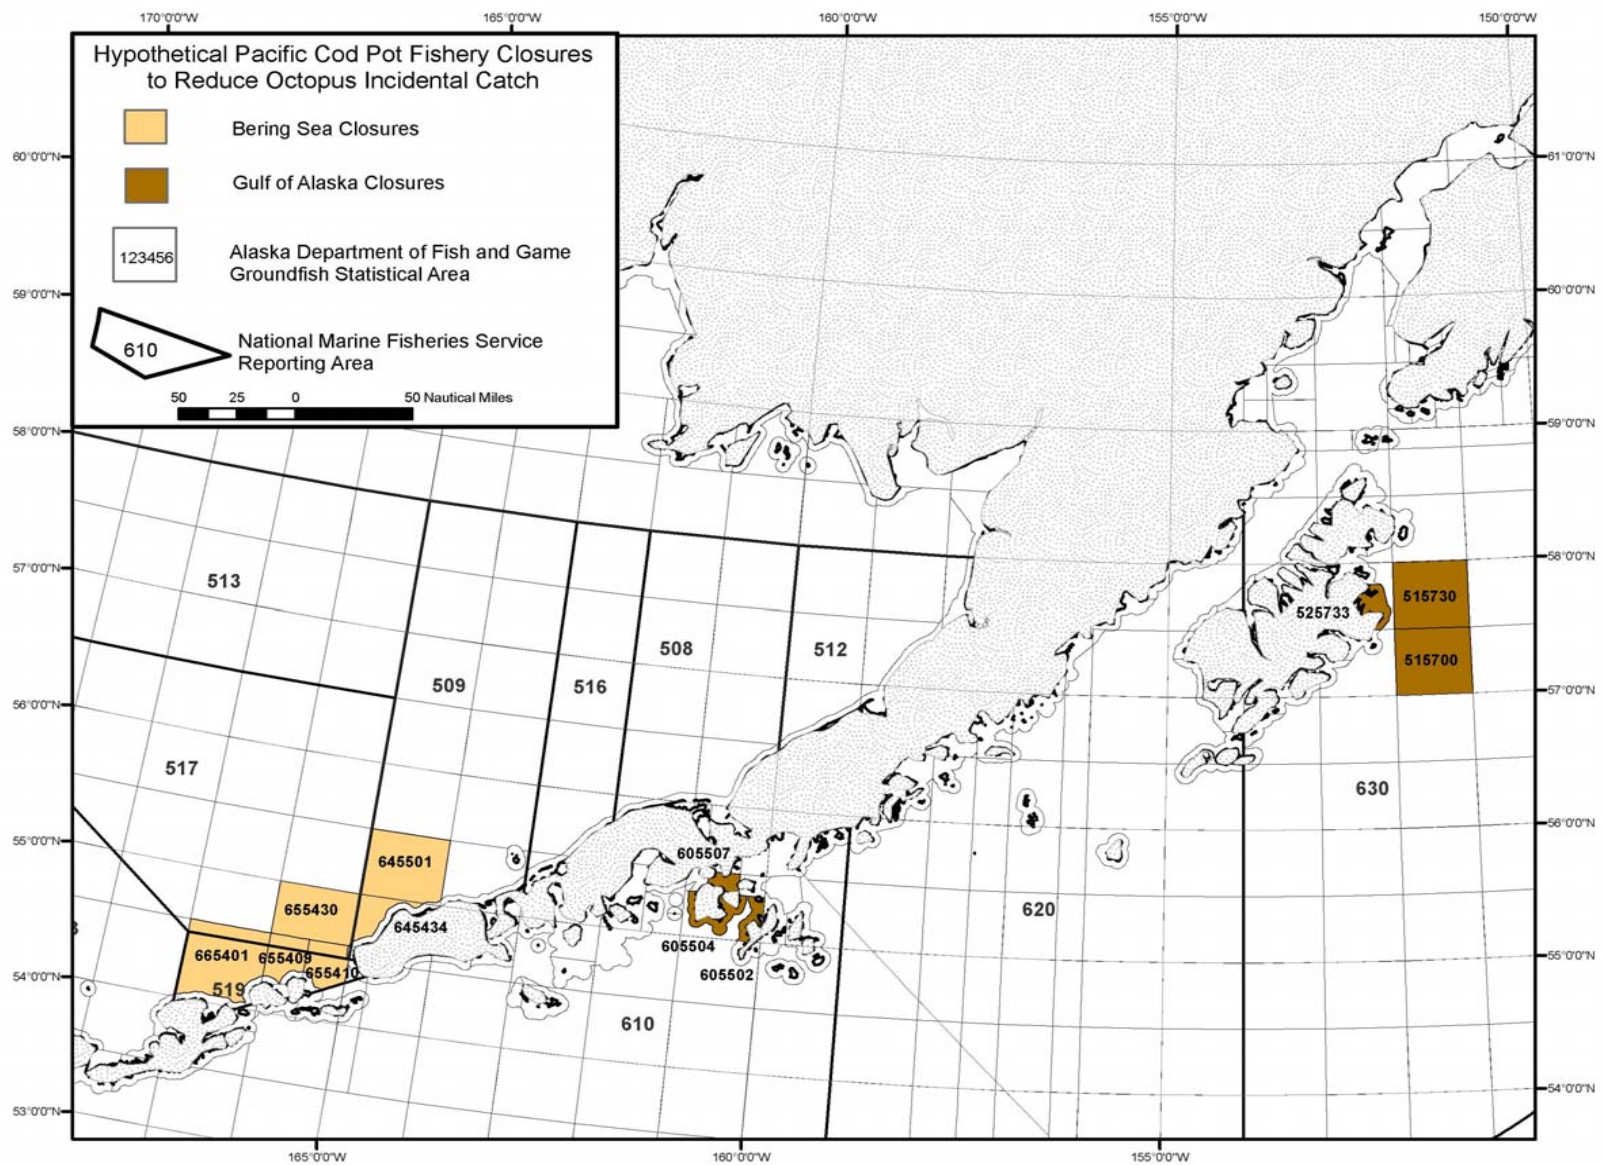 170°0'0"W 165°0'0"W 160°0'0"W 155°0'0"W 150°0'0"W
Hypothetical Pacific Cod Pot Fishery Closures
to Reduce Octopus Incidental Catch
Bering Sea Closures
Gulf of Alaska Closures
123456
Alaska Department of Fish and Game
Groundfish Statistical Area
610
National Marine Fisheries Service
Reporting Area
50 25 0 50 Nautical Miles
60°0'0"N
61°0'0"N
59°0'0"N
60°0'0"N
58°0'0"N
59°0'0"N
57°0'0"N
58°0'0"N
56°0'0"N
57°0'0"N
55°0'0"N
56°0'0"N
54°0'0"N
55°0'0"N
53°0'0"N
54°0'0"N
513
515730
525733
508
512
515700
509
516
517
630
645501
605507
655430
620
645434
605504
665401
655409
655410
605502
519
610
165°0'0"W 160°0'0"W 155°0'0"W